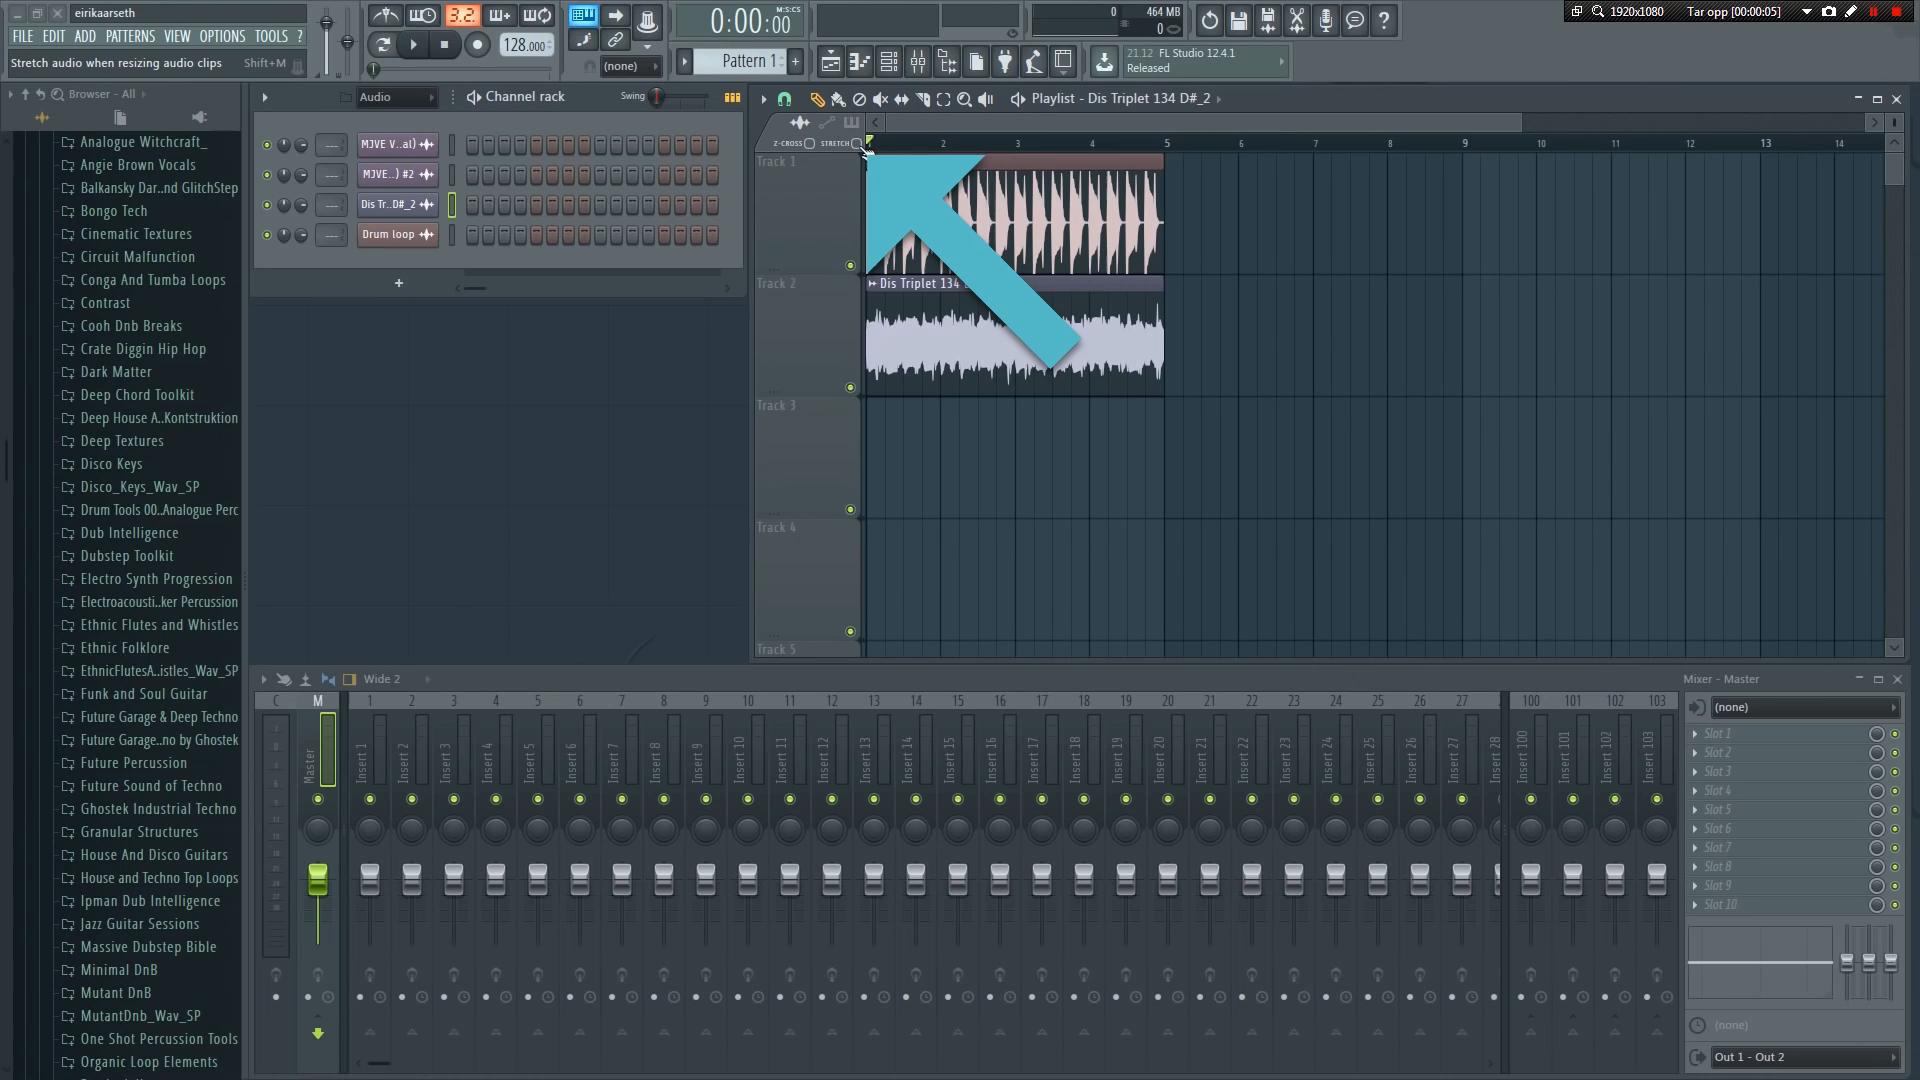 eirikaarseth
FILE EDIT ADD PATTERNS VIEW OPTIONS TOOLS ?
Stretch audio when resizing audio clips Shift+M
3.2.
128.000
(none)
0:00:00
M:S:CS
Pattern 1
+
0
464 MB
0
21.12 FL Studio 12.4.1
Released
1920x1080 Tar opp [00:00:05]
Browser - All
Analogue Witchcraft_
Angie Brown Vocals
Balkansky Dar..nd GlitchStep
Bongo Tech
Cinematic Textures
Circuit Malfunction
Conga And Tumba Loops
Contrast
Cooh Dnb Breaks
Crate Diggin Hip Hop
Dark Matter
Deep Chord Toolkit
Deep House A..Kontstruktion
Deep Textures
Disco Keys
Disco_Keys_Wav_SP
Drum Tools 00..Analogue Perc
Dub Intelligence
Dubstep Toolkit
Electro Synth Progression
Electroacousti..ker Percussion
Ethnic Flutes and Whistles
Ethnic Folklore
EthnicFlutesA..istles_Wav_SP
Funk and Soul Guitar
Future Garage & Deep Techno
Future Garage..no by Ghostek
Future Percussion
Future Sound of Techno
Ghostek Industrial Techno
Granular Structures
House And Disco Guitars
House and Techno Top Loops
Ipman Dub Intelligence
Jazz Guitar Sessions
Massive Dubstep Bible
Minimal DnB
Mutant DnB
MutantDnb_Wav_SP
One Shot Percussion Tools
Organic Loop Elements
Audio
Channel rack
Swing
MJVE V..al)
MJVE..) #2
Dis Tr..D#_2
Drum loop
+
Playlist - Dis Triplet 134 D#_2
Z-CROSS STRETCH
2 3 4 5 6 7 8 9 10 11 12 13 14
Track 1
Track 2
Dis Triplet 134
Track 3
Track 4
Track 5
Wide 2
C M 1 2 3 4 5 6 7 8 9 10 11 12 13 14 15 16 17 18 19 20 21 22 23 24 25 26 27 100 101 102 103
Master
Insert 1
Insert 2
Insert 3
Insert 4
Insert 5
Insert 6
Insert 7
Insert 8
Insert 9
Insert 10
Insert 11
Insert 12
Insert 13
Insert 14
Insert 15
Insert 16
Insert 17
Insert 18
Insert 19
Insert 20
Insert 21
Insert 22
Insert 23
Insert 24
Insert 25
Insert 26
Insert 27
Insert 28
Insert 100
Insert 101
Insert 102
Insert 103
Mixer - Master
(none)
Slot 1
Slot 2
Slot 3
Slot 4
Slot 5
Slot 6
Slot 7
Slot 8
Slot 9
Slot 10
(none)
Out 1 - Out 2